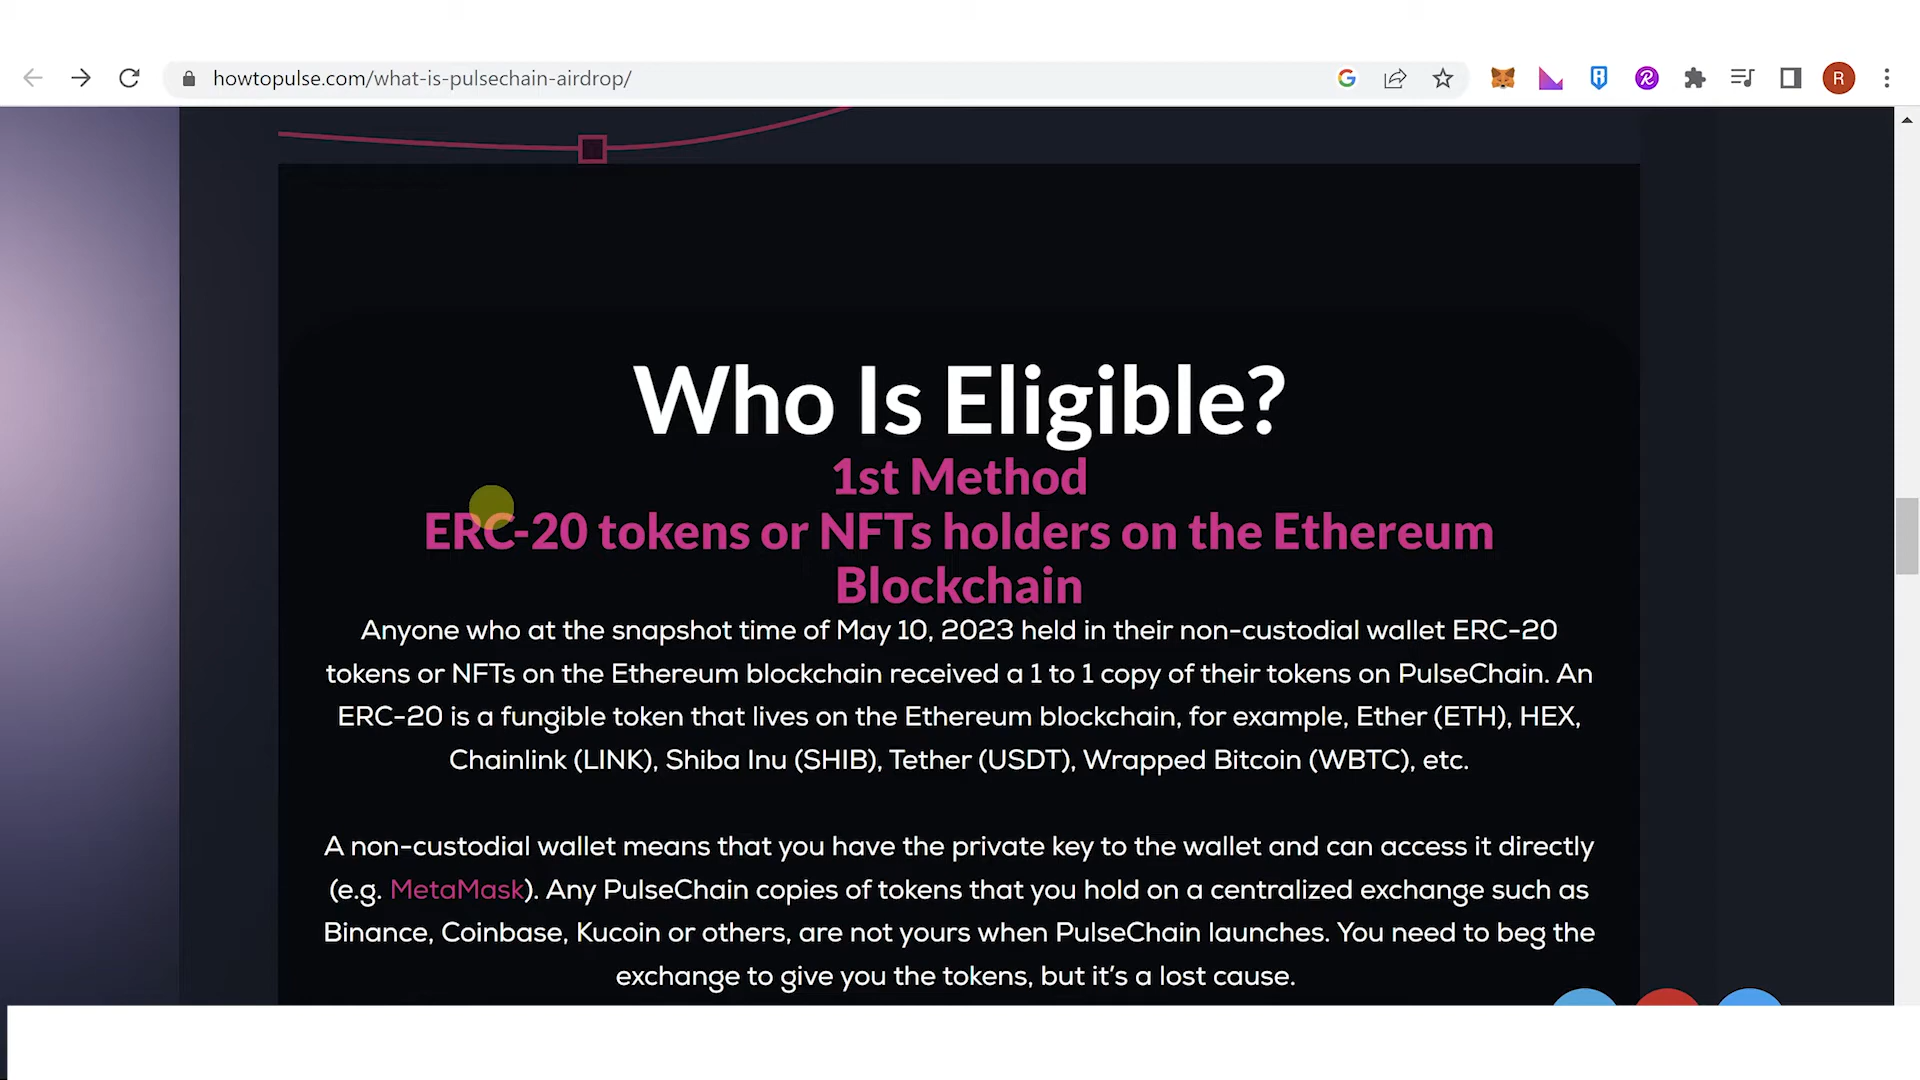 howtopulse.com/what-is-pulsechain-airdrop/
R
Who Is Eligible?
1st Method
ERC-20 tokens or NFTs holders on the Ethereum
Blockchain
Anyone who at the snapshot time of May 10, 2023 held in their non-custodial wallet ERC-20
tokens or NFTs on the Ethereum blockchain received a 1 to 1 copy of their tokens on PulseChain. An
ERC-20 is a fungible token that lives on the Ethereum blockchain, for example, Ether (ETH), HEX,
Chainlink (LINK), Shiba Inu (SHIB), Tether (USDT), Wrapped Bitcoin (WBTC), etc.
A non-custodial wallet means that you have the private key to the wallet and can access it directly
(e.g. MetaMask). Any PulseChain copies of tokens that you hold on a centralized exchange such as
Binance, Coinbase, Kucoin or others, are not yours when PulseChain launches. You need to beg the
exchange to give you the tokens, but it's a lost cause.